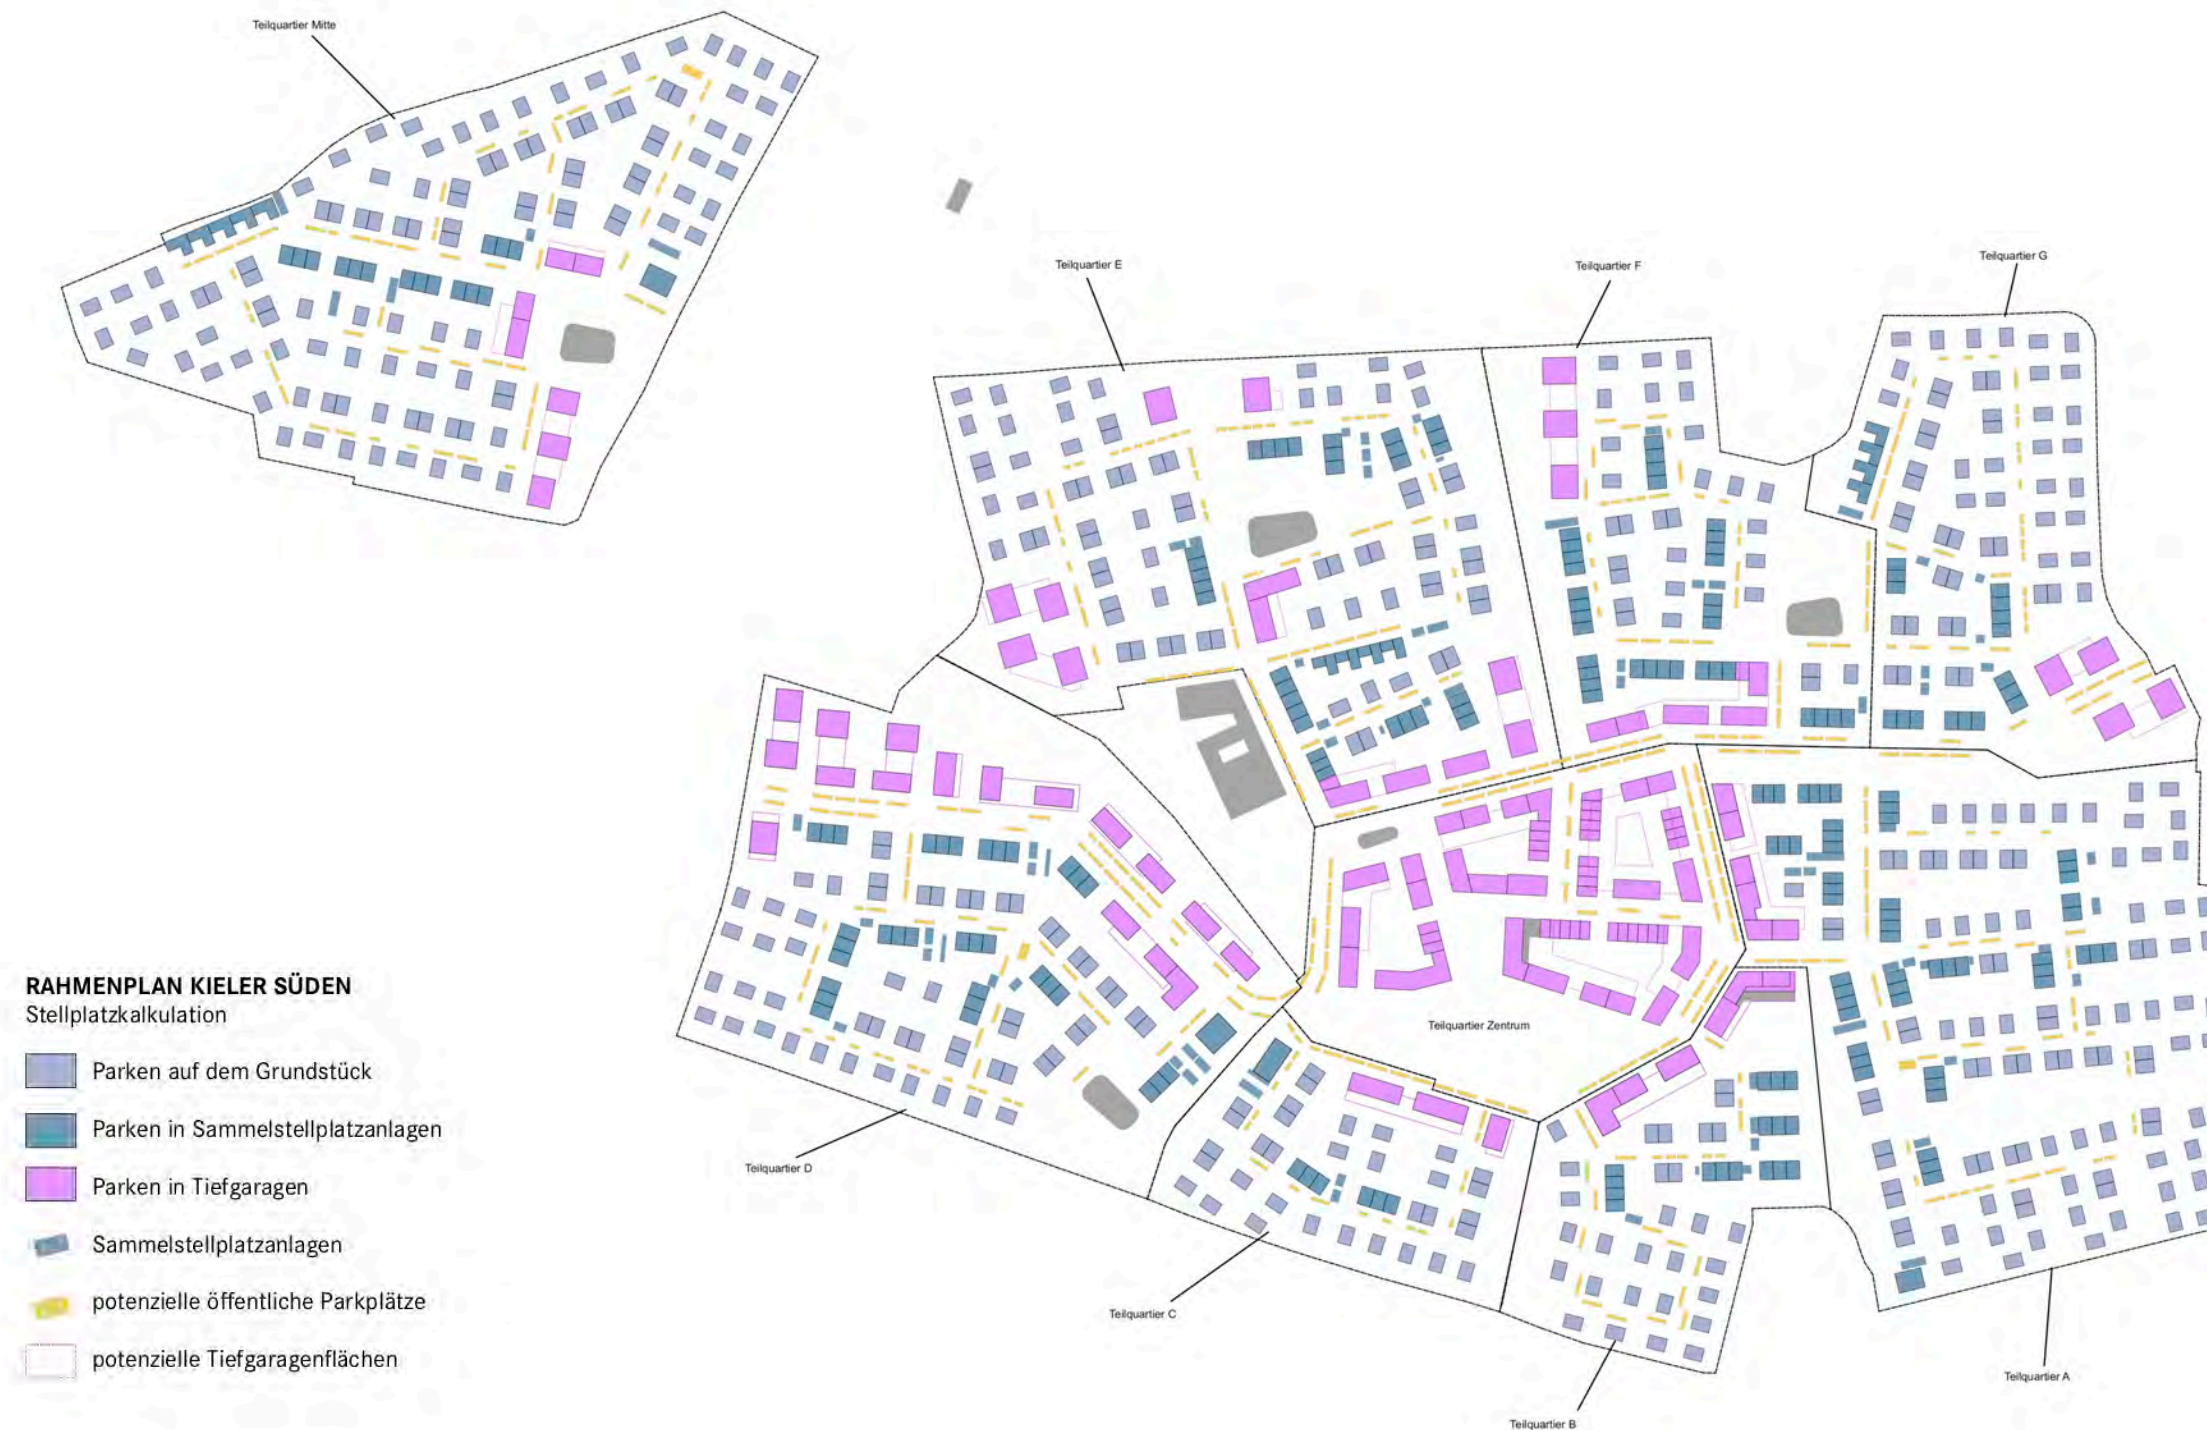 Teilquartier Mitte
Teilquartier E
Teilquartier F
Teilquartier G
Teilquartier Zentrum
Teilquartier D
Teilquartier C
Teilquartier B
Teilquartier A
RAHMENPLAN KIELER SÜDEN
Stellplatzkalkulation
Parken auf dem Grundstück
Parken in Sammelstellplatzanlagen
Parken in Tiefgaragen
Sammelstellplatzanlagen
potenzielle öffentliche Parkplätze
potenzielle Tiefgaragenflächen